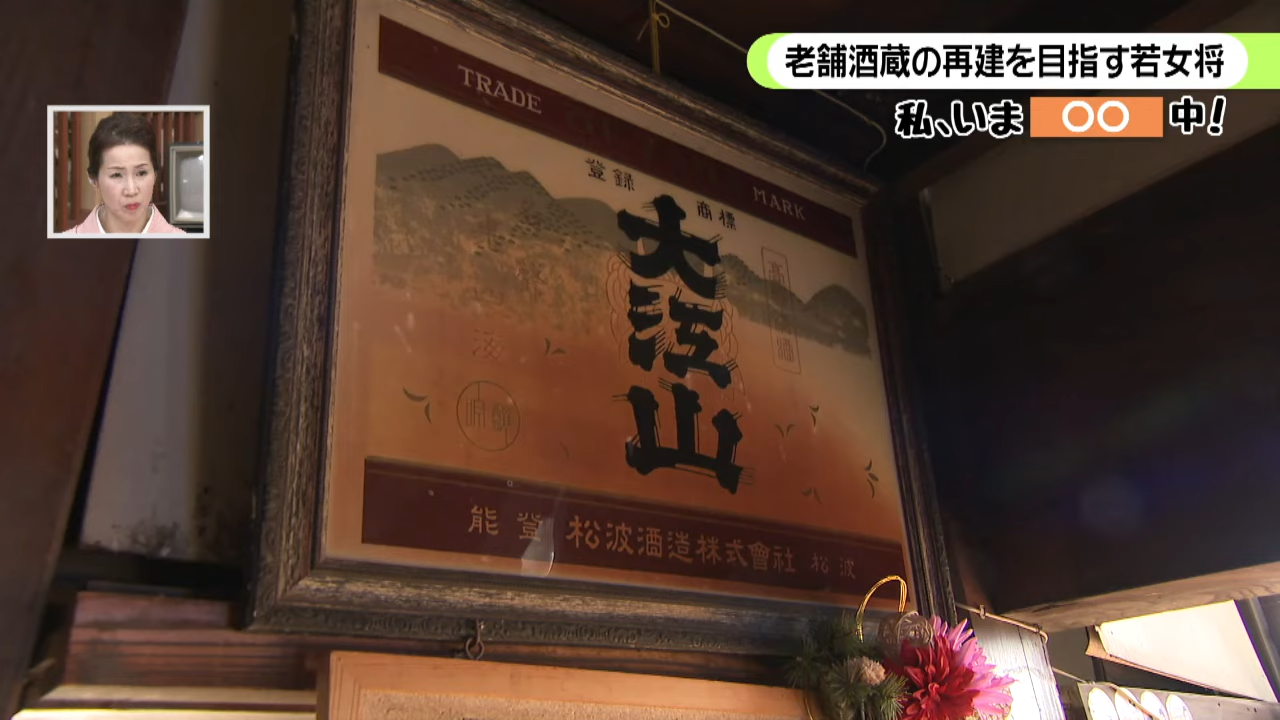 老舗酒蔵の再建を目指す若女将
私、いま 〇〇 中!
TRADE MARK
登録 商標
大江山
能登 松波酒造株式會社 松波